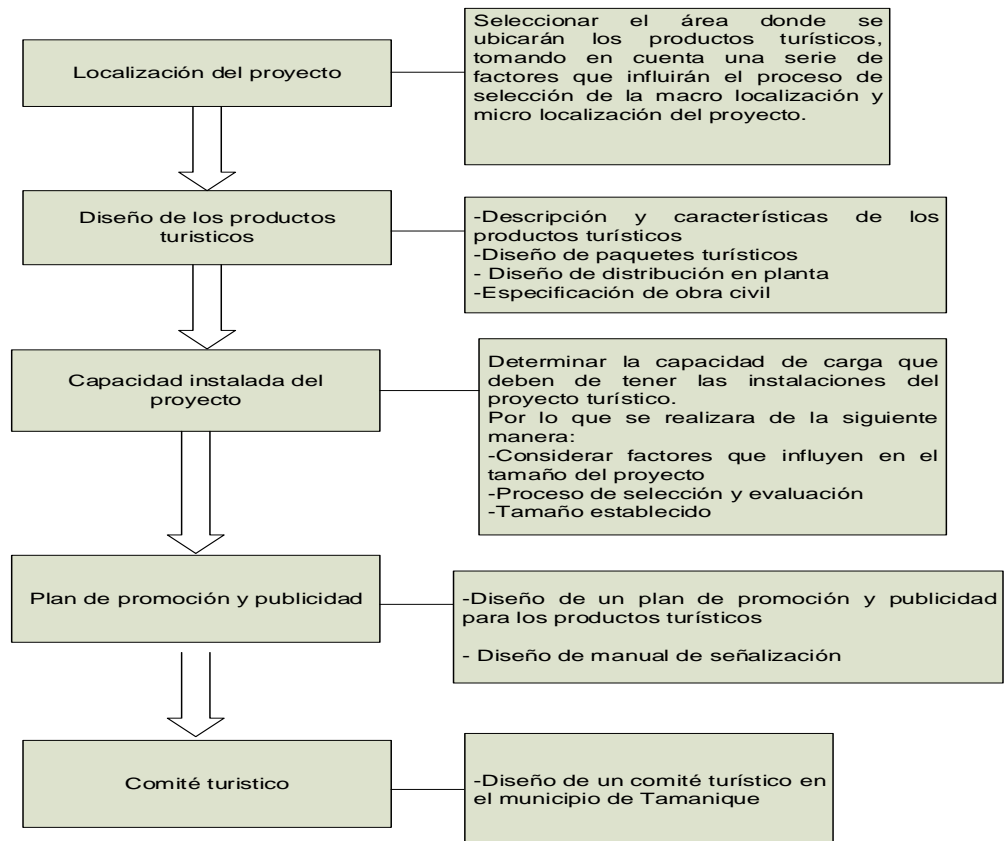 Localización del proyecto
Seleccionar el área donde se
ubicarán los productos turísticos,
tomando en cuenta una serie de
factores que influirán el proceso de
selección de la macro localización y
micro localización del proyecto.
Diseño de los productos
turisticos
-Descripción y características de los
productos turísticos
-Diseño de paquetes turísticos
- Diseño de distribución en planta
-Especificación de obra civil
Capacidad instalada del
proyecto
Determinar la capacidad de carga que
deben de tener las instalaciones del
proyecto turístico.
Por lo que se realizara de la siguiente
manera:
-Considerar factores que influyen en el
tamaño del proyecto
-Proceso de selección y evaluación
-Tamaño establecido
Plan de promoción y publicidad
-Diseño de un plan de promoción y publicidad
para los productos turísticos
- Diseño de manual de señalización
Comité turistico
-Diseño de un comité turístico en
el municipio de Tamanique